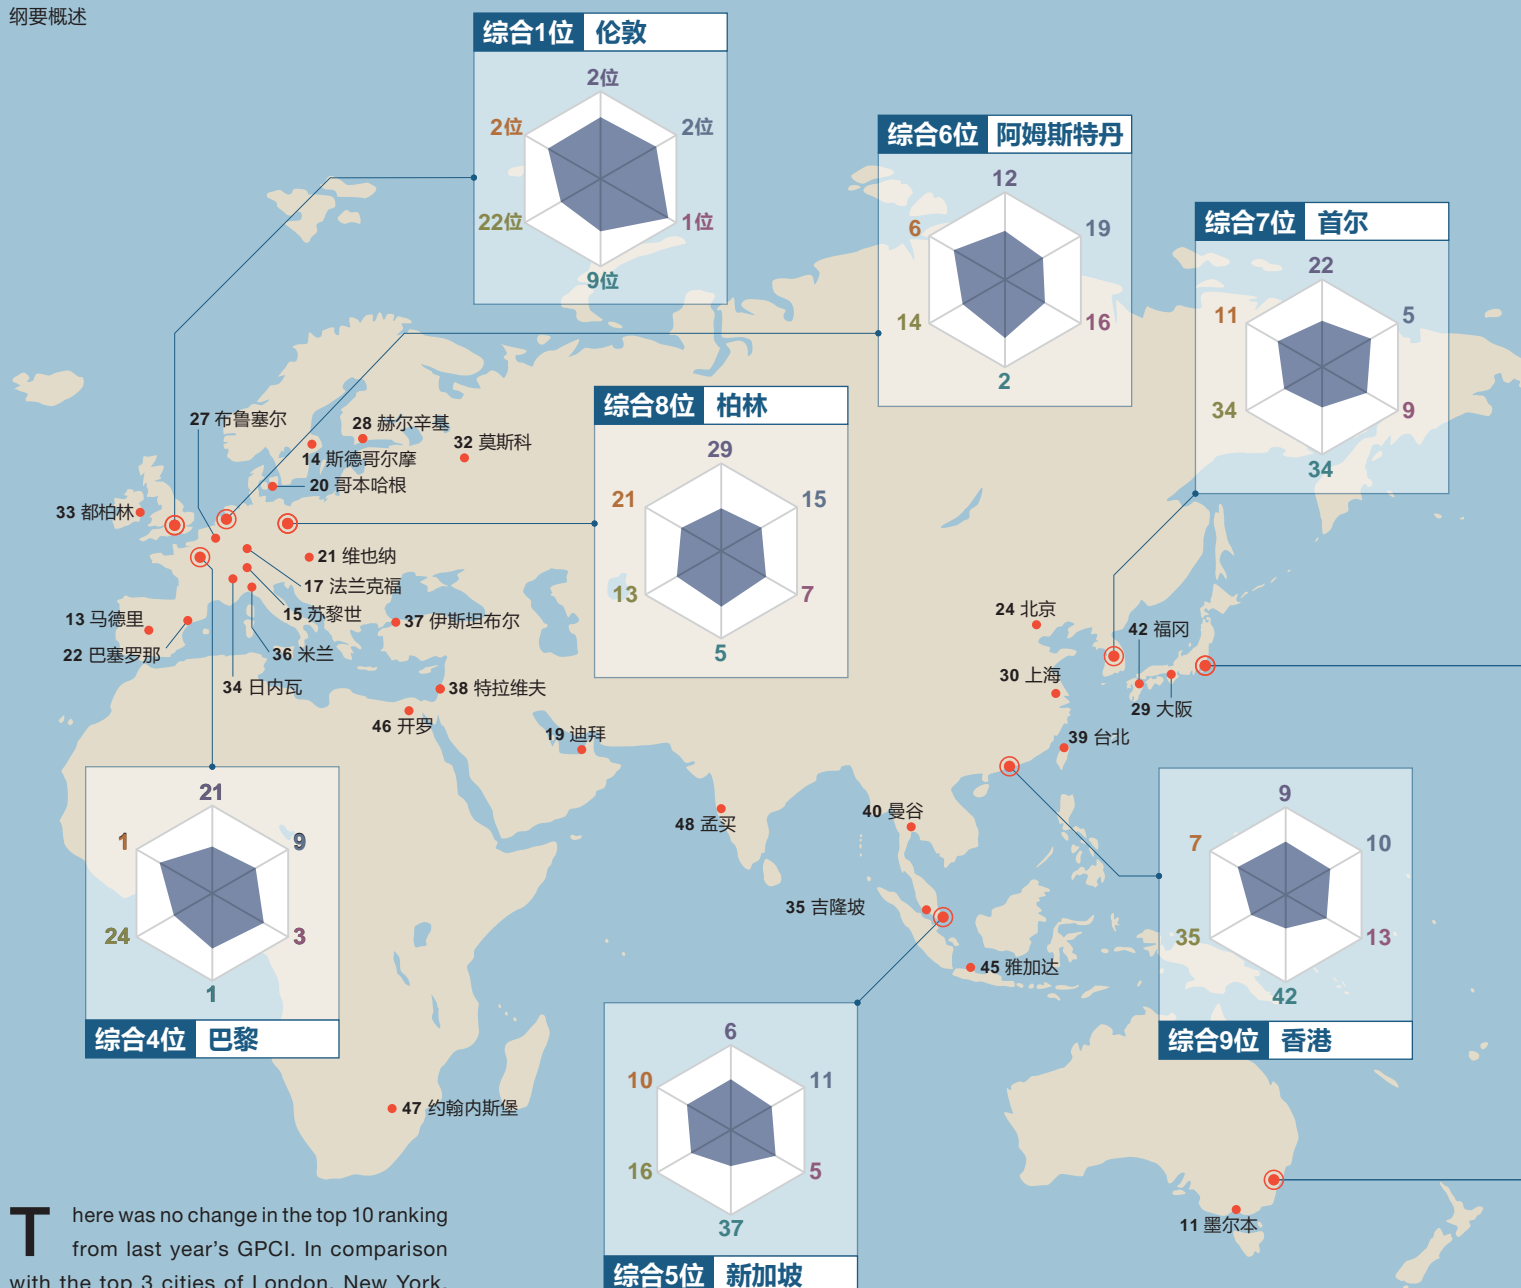 纲要概述
综合1位 伦敦
2位
2位
2位
22位
1位
9位
综合6位 阿姆斯特丹
12
6
19
14
16
2
综合7位 首尔
22
11
5
34
9
34
综合8位 柏林
29
21
15
13
7
5
27 布鲁塞尔
28 赫尔辛基
32 莫斯科
14 斯德哥尔摩
20 哥本哈根
33 都柏林
21 维也纳
17 法兰克福
15 苏黎世
13 马德里
37 伊斯坦布尔
22 巴塞罗那
36 米兰
34 日内瓦
38 特拉维夫
46 开罗
19 迪拜
24 北京
42 福冈
30 上海
29 大阪
39 台北
48 孟买
40 曼谷
35 吉隆坡
45 雅加达
21
1
9
24
3
1
综合4位 巴黎
9
7
10
35
13
42
综合9位 香港
47 约翰内斯堡
6
10
11
16
5
37
综合5位 新加坡
11 墨尔本
There was no change in the top 10 ranking
from last year’s GPCI. In comparison
with the top 3 cities of London, New York,